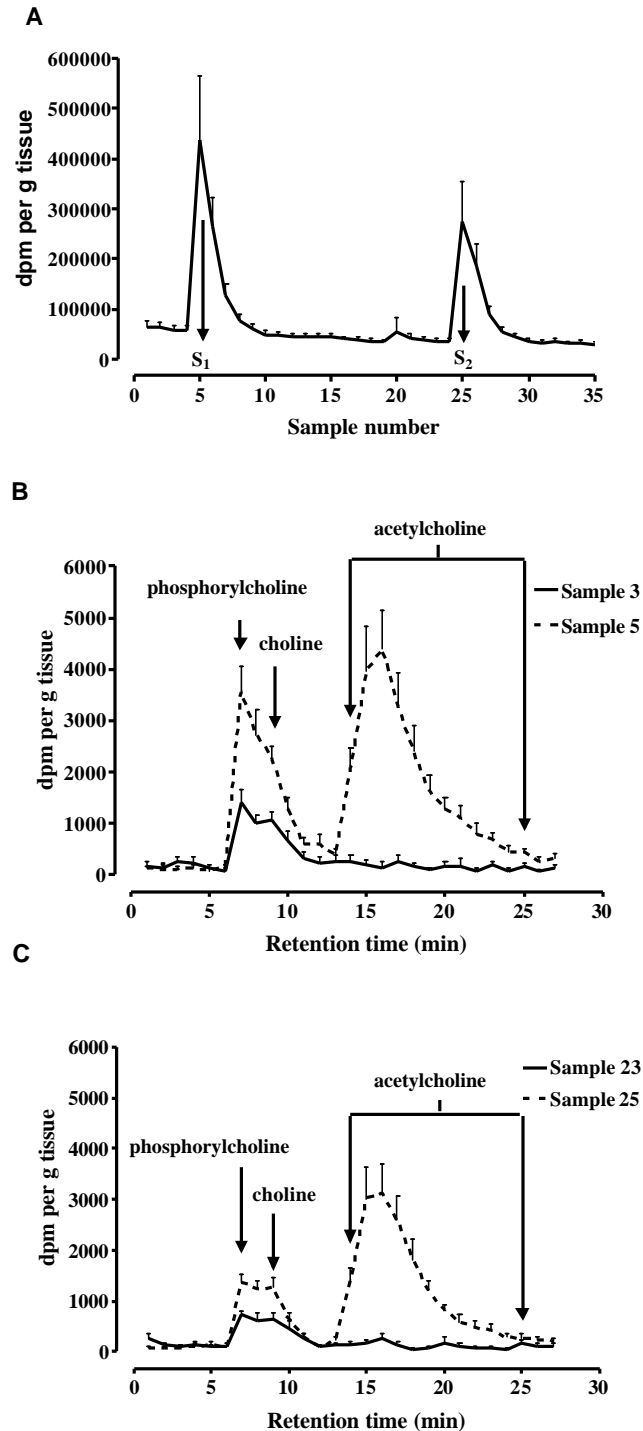 A
dpm per g tissue
600000
500000
400000
300000
200000
100000
0
S1
S2
0 5 10 15 20 25 30 35
Sample number
B
acetylcholine
phosphorylcholine
choline
Sample 3
Sample 5
dpm per g tissue
6000
5000
4000
3000
2000
1000
0
0 5 10 15 20 25 30
Retention time (min)
C
acetylcholine
phosphorylcholine
choline
Sample 23
Sample 25
dpm per g tissue
6000
5000
4000
3000
2000
1000
0
0 5 10 15 20 25 30
Retention time (min)